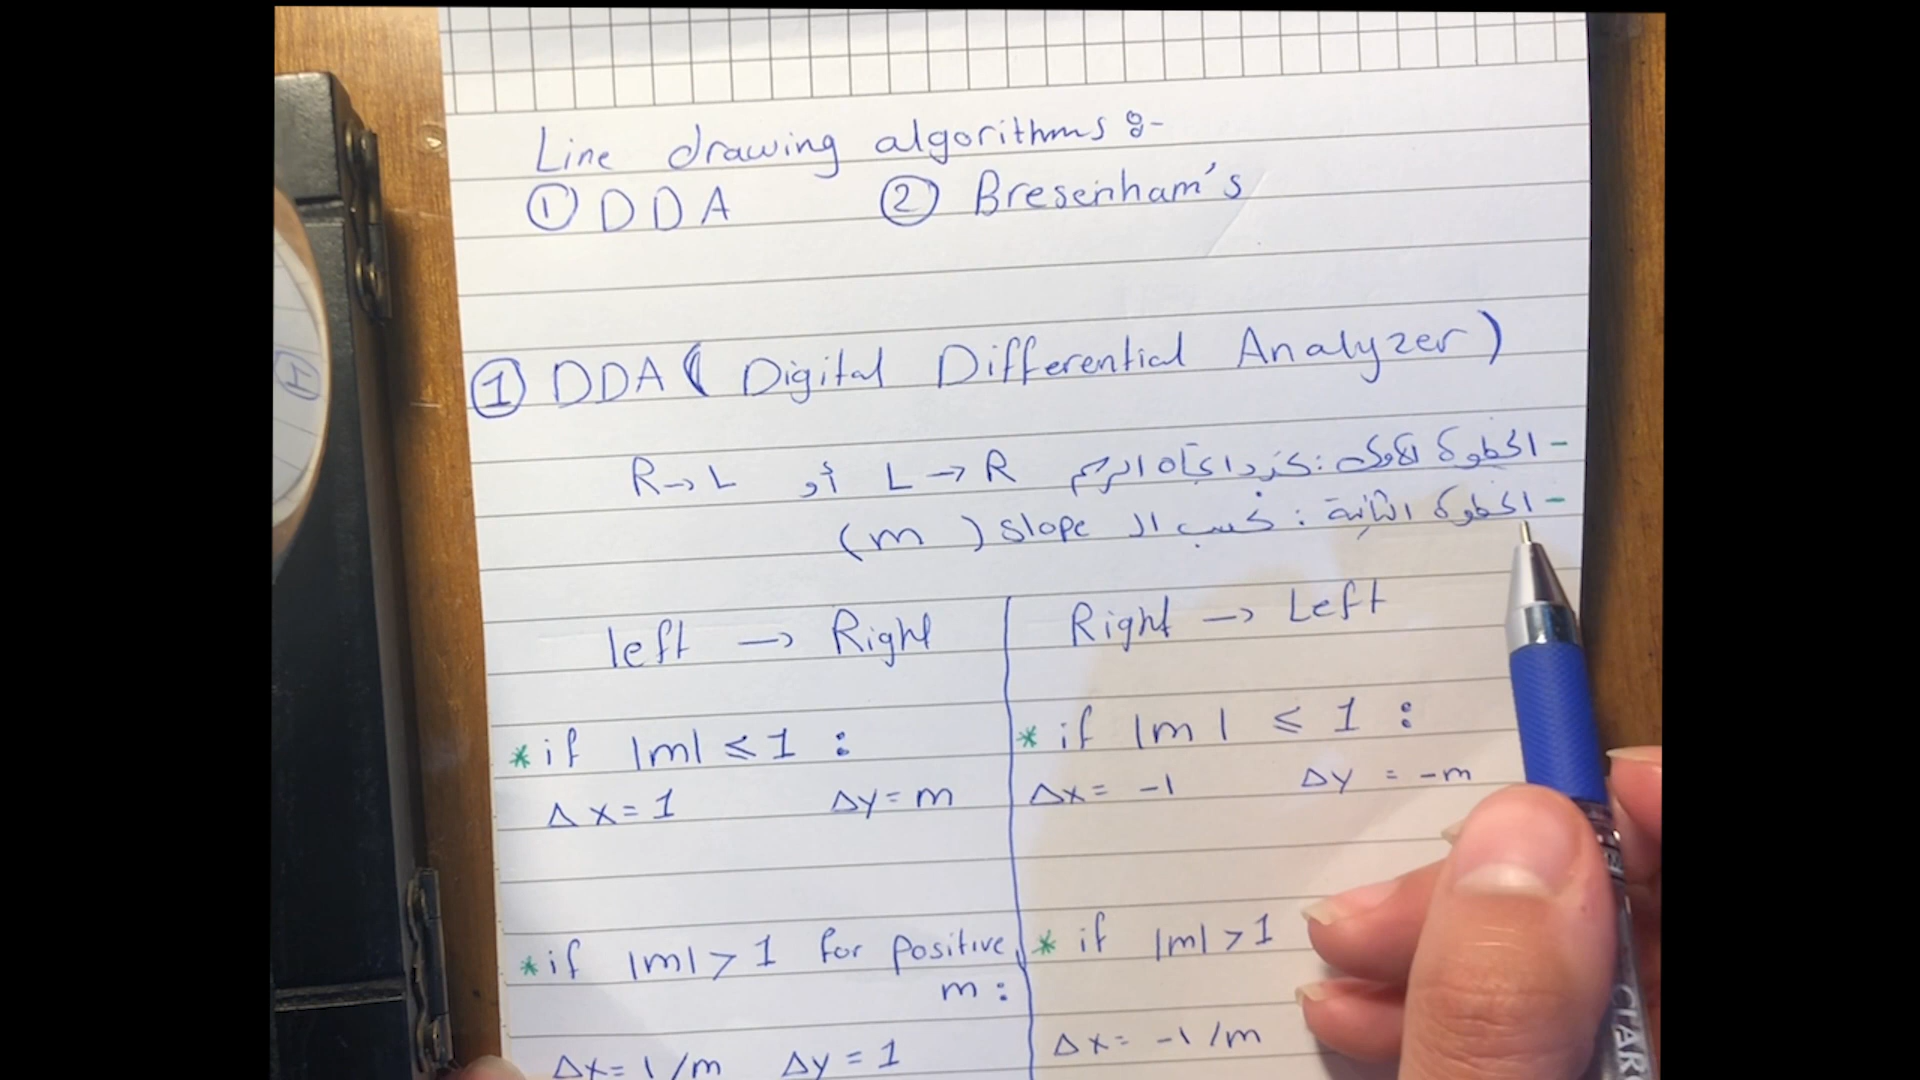 Line drawing algorithms :-
① DDA ② Bresenham's
① DDA ( Digital Differential Analyzer )
- الخطوة الأولى : نحدد اتجاه الرسم L → R أو R → L
- الخطوة الثانية : نحسب الـ slope ( m )
left → Right
* if |m| ≤ 1 :
Δx = 1 Δy = m
* if |m| > 1 for positive
m :
Δx = 1/m Δy = 1
Right → Left
* if |m| ≤ 1 :
Δx = -1 Δy = -m
* if |m| > 1
Δx = -1/m